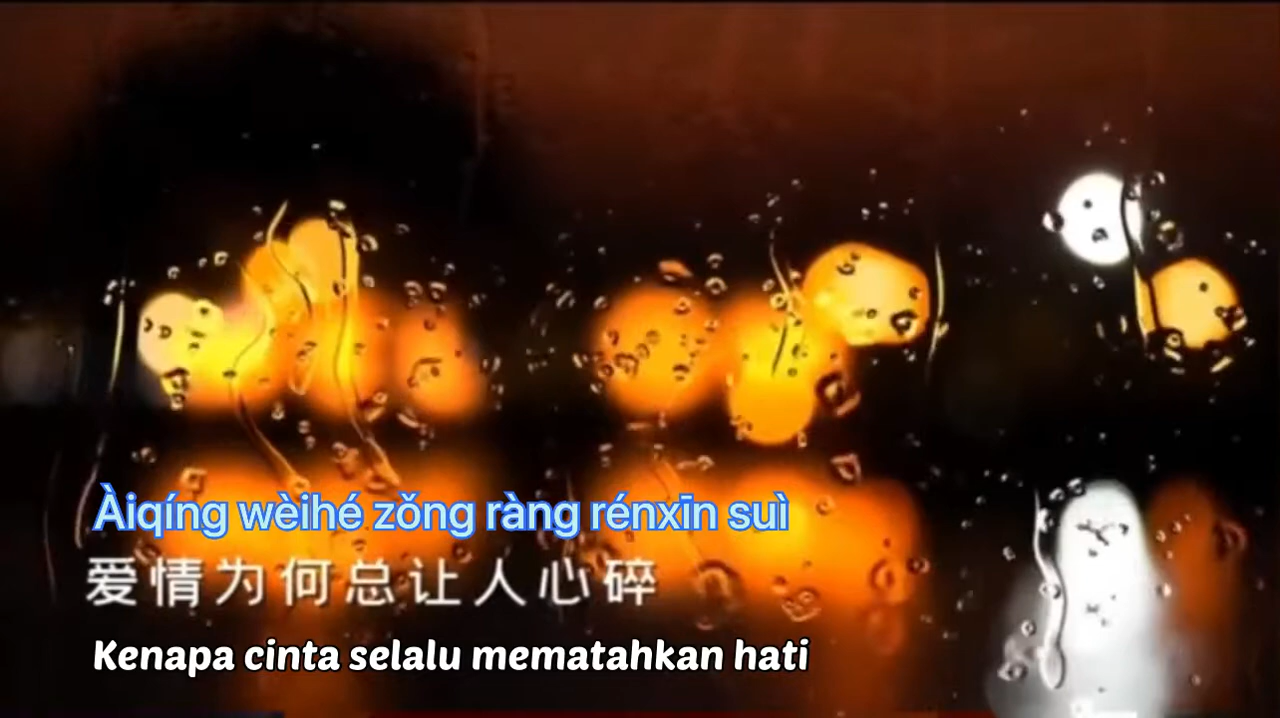 Àiqíng wèihé zǒng ràng rénxīn suì
爱情为何总让人心碎
Kenapa cinta selalu mematahkan hati